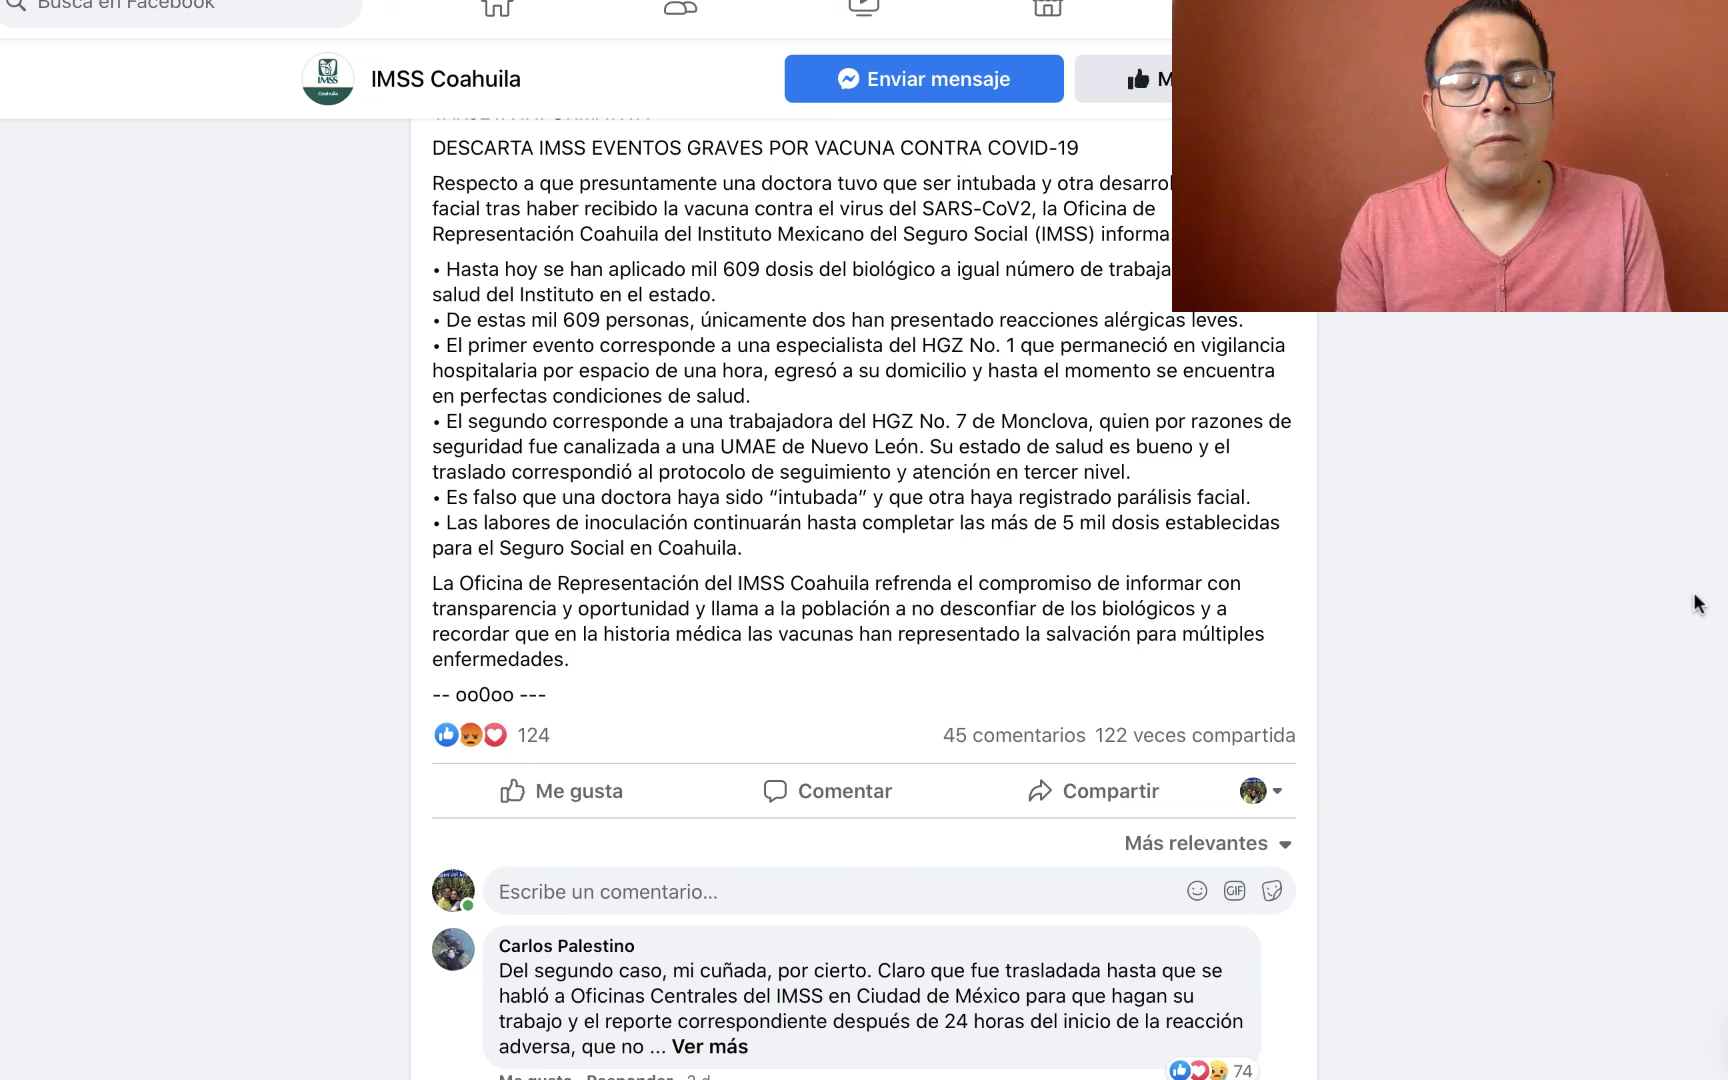 Busca en Facebook
IMSS
Coahuila
IMSS Coahuila
Enviar mensaje
M
DESCARTA IMSS EVENTOS GRAVES POR VACUNA CONTRA COVID-19
Respecto a que presuntamente una doctora tuvo que ser intubada y otra desarrol
facial tras haber recibido la vacuna contra el virus del SARS-CoV2, la Oficina de
Representación Coahuila del Instituto Mexicano del Seguro Social (IMSS) informa
• Hasta hoy se han aplicado mil 609 dosis del biológico a igual número de trabaja
salud del Instituto en el estado.
• De estas mil 609 personas, únicamente dos han presentado reacciones alérgicas leves.
• El primer evento corresponde a una especialista del HGZ No. 1 que permaneció en vigilancia
hospitalaria por espacio de una hora, egresó a su domicilio y hasta el momento se encuentra
en perfectas condiciones de salud.
• El segundo corresponde a una trabajadora del HGZ No. 7 de Monclova, quien por razones de
seguridad fue canalizada a una UMAE de Nuevo León. Su estado de salud es bueno y el
traslado correspondió al protocolo de seguimiento y atención en tercer nivel.
• Es falso que una doctora haya sido “intubada” y que otra haya registrado parálisis facial.
• Las labores de inoculación continuarán hasta completar las más de 5 mil dosis establecidas
para el Seguro Social en Coahuila.
La Oficina de Representación del IMSS Coahuila refrenda el compromiso de informar con
transparencia y oportunidad y llama a la población a no desconfiar de los biológicos y a
recordar que en la historia médica las vacunas han representado la salvación para múltiples
enfermedades.
-- oo0oo ---
124
45 comentarios 122 veces compartida
Me gusta Comentar Compartir
Más relevantes
Escribe un comentario...
GIF
Carlos Palestino
Del segundo caso, mi cuñada, por cierto. Claro que fue trasladada hasta que se
habló a Oficinas Centrales del IMSS en Ciudad de México para que hagan su
trabajo y el reporte correspondiente después de 24 horas del inicio de la reacción
adversa, que no ... Ver más
74
Me gusta · Responder · 2 d